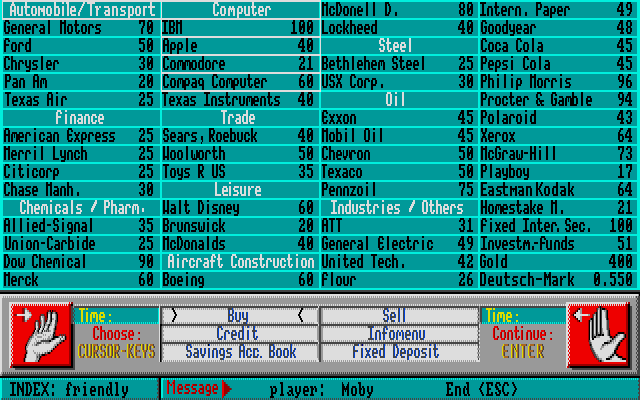 Automobile/Transport
General Motors 70
Ford 50
Chrysler 30
Pan Am 20
Texas Air 25
Finance
American Express 25
Merril Lynch 25
Citicorp 25
Chase Manh. 30
Chemicals / Pharm.
Allied-Signal 35
Union-Carbide 25
Dow Chemical 90
Merck 60
Computer
IBM 100
Apple 40
Commodore 21
Compaq Computer 60
Texas Instruments 40
Trade
Sears, Roebuck 40
Woolworth 50
Toys R US 35
Leisure
Walt Disney 60
Brunswick 20
McDonalds 40
Aircraft Construction
Boeing 60
McDonell D. 80
Lockheed 40
Steel
Bethlehem Steel 25
USX Corp. 30
Oil
Exxon 45
Mobil Oil 45
Chevron 50
Texaco 50
Pennzoil 75
Industries / Others
ATT 31
General Electric 49
United Tech. 42
Flour 26
Intern. Paper 49
Goodyear 48
Coca Cola 45
Pepsi Cola 45
Philip Morris 96
Procter & Gamble 94
Polaroid 43
Xerox 64
McGraw-Hill 73
Playboy 17
Eastman Kodak 64
Homestake M. 21
Fixed Inter. Sec. 100
Investm.-funds 51
Gold 400
Deutsch-Mark 0.550
Time:
Choose:
CURSOR-KEYS
> Buy <
Credit
Savings Acc. Book
Sell
Infomenu
Fixed Deposit
Time:
Continue:
ENTER
INDEX: friendly
Message player: Moby End <ESC>